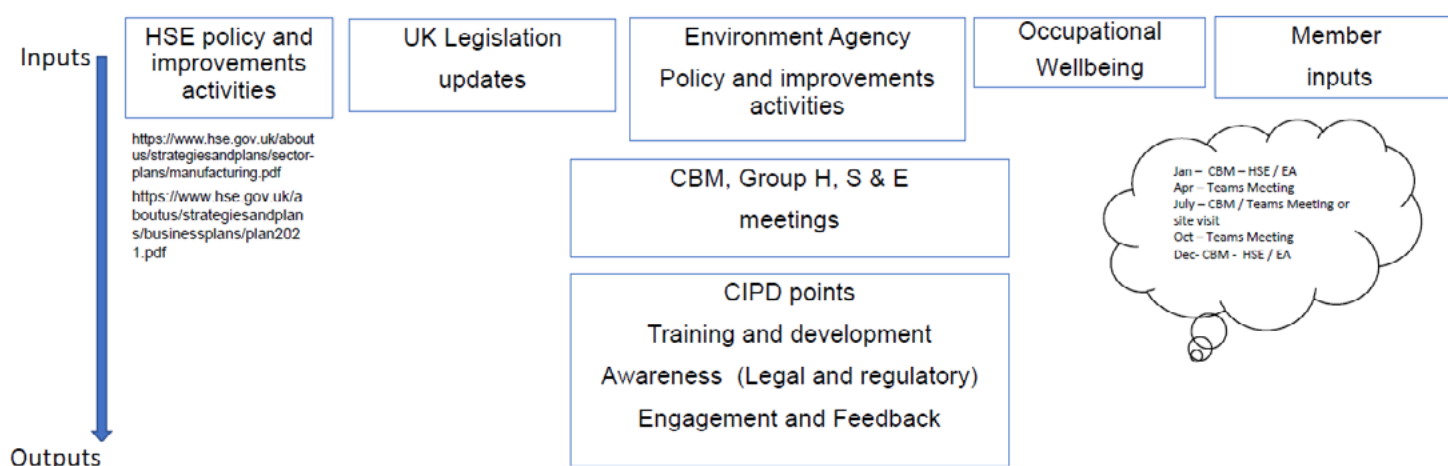 Inputs
HSE policy and
improvements
activities
UK Legislation
updates
Environment Agency
Policy and improvements
activities
Occupational
Wellbeing
Member
inputs
https://www.hse.gov.uk/about
us/strategiesandplans/sector-
plans/manufacturing.pdf
https://www.hse.gov.uk/a
boutus/strategiesandplan
s/businessplans/plan202
1.pdf
CBM, Group H, S & E
meetings
Jan – CBM – HSE / EA
Apr – Teams Meeting
July – CBM / Teams Meeting or
site visit
Oct – Teams Meeting
Dec- CBM - HSE / EA
CIPD points
Training and development
Awareness (Legal and regulatory)
Engagement and Feedback
Outputs